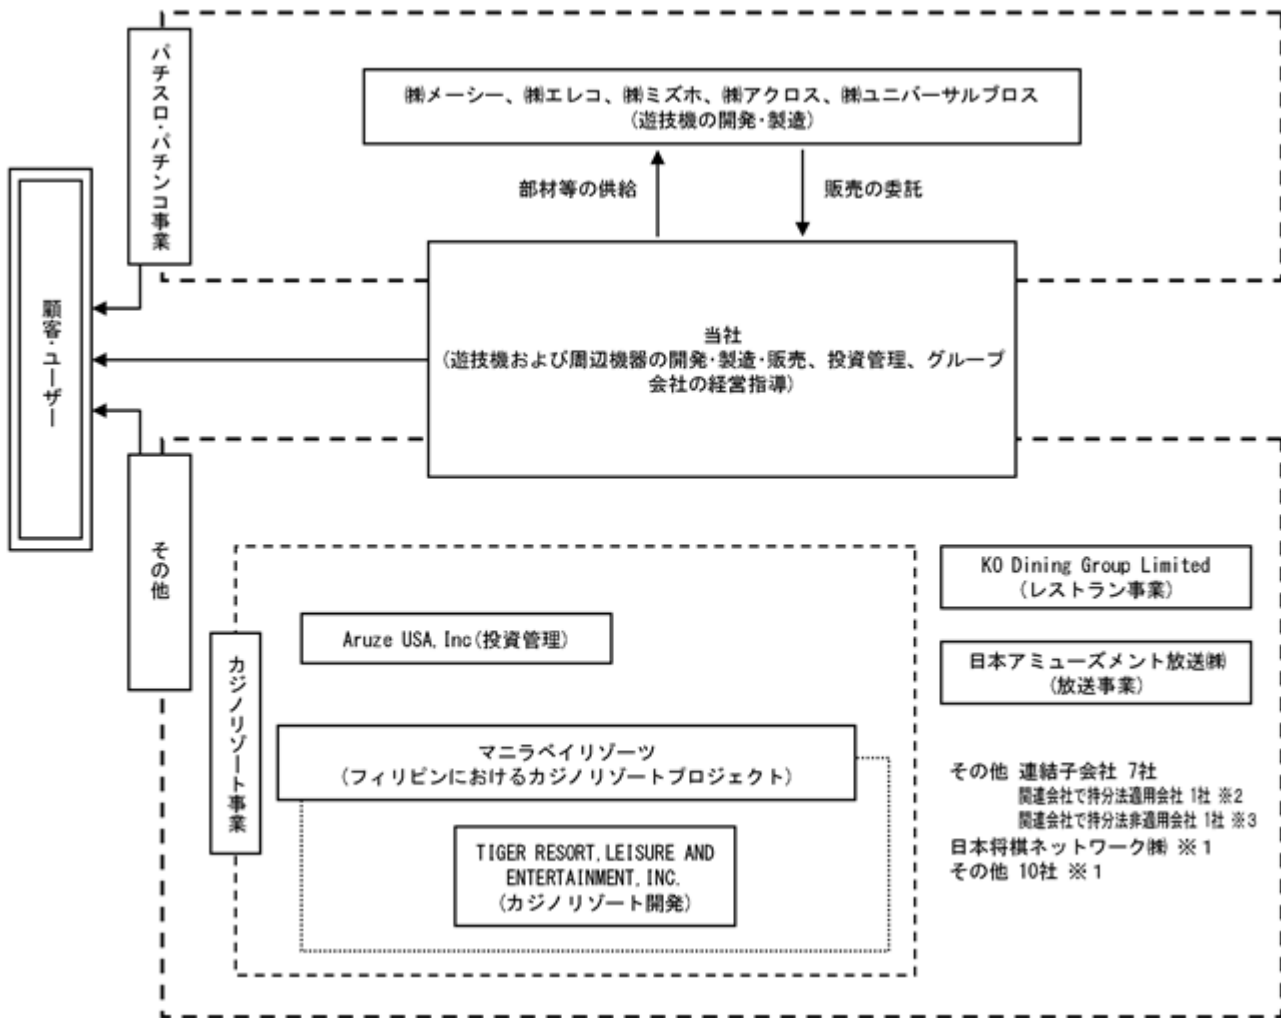 パチスロ・パチンコ事業
㈱メーシー、㈱エレコ、㈱ミズホ、㈱アクロス、㈱ユニバーサルブロス
(遊技機の開発・製造)
部材等の供給
販売の委託
顧客・ユーザー
当社
(遊技機および周辺機器の開発・製造・販売、投資管理、グループ
会社の経営指導)
その他
カジノリゾート事業
Aruze USA, Inc(投資管理)
マニラベイリゾーツ
(フィリピンにおけるカジノリゾートプロジェクト)
TIGER RESORT, LEISURE AND
ENTERTAINMENT, INC.
(カジノリゾート開発)
KO Dining Group Limited
(レストラン事業)
日本アミューズメント放送㈱
(放送事業)
その他 連結子会社 7社
関連会社で持分法適用会社 1社 ※2
関連会社で持分法非適用会社 1社 ※3
日本将棋ネットワーク㈱ ※1
その他 10社 ※1